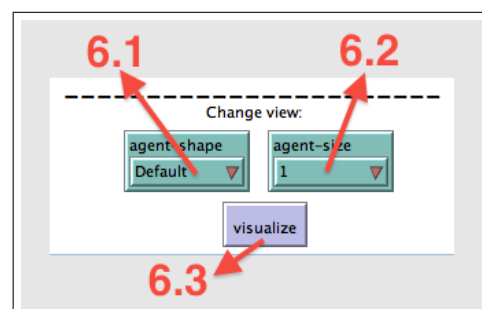 6.1 6.2
Change view:
agent-shape agent-size
Default 1
visualize
6.3